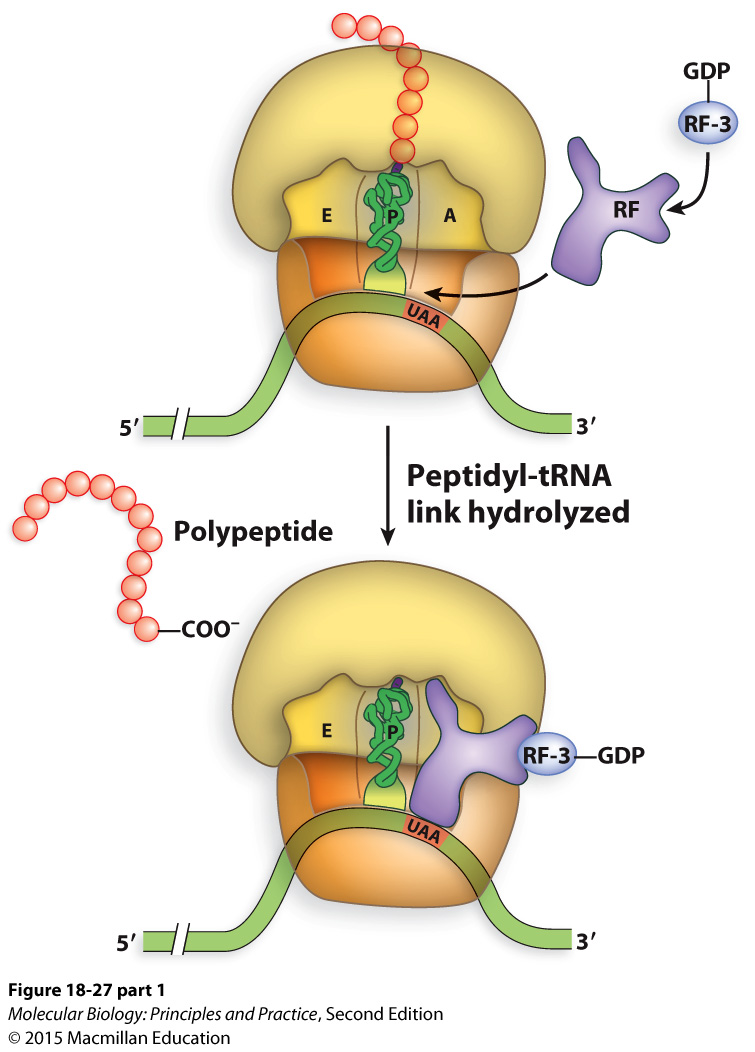 GDP
RF-3
RF
E
P
A
UAA
5′
3′
Peptidyl-tRNA
link hydrolyzed
Polypeptide
COO⁻
E
P
RF-3
GDP
UAA
5′
3′
Figure 18-27 part 1
Molecular Biology: Principles and Practice, Second Edition
© 2015 Macmillan Education